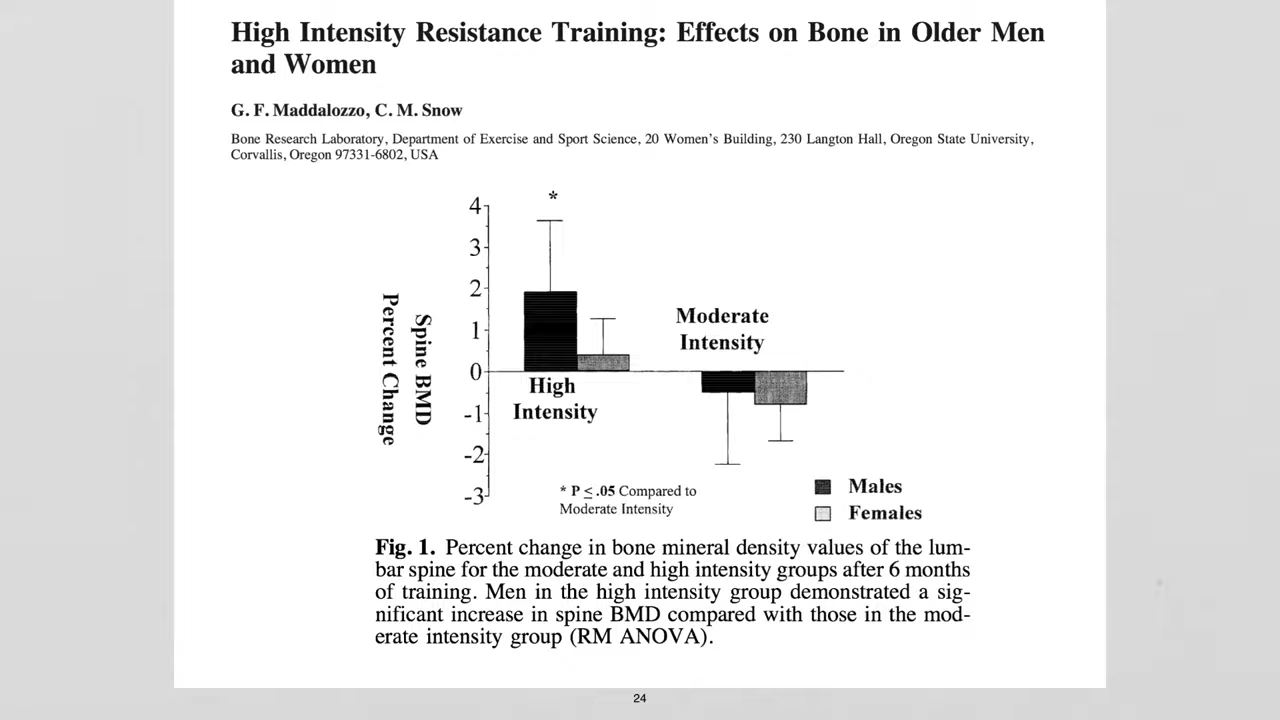 High Intensity Resistance Training: Effects on Bone in Older Men
and Women
G. F. Maddalozzo, C. M. Snow
Bone Research Laboratory, Department of Exercise and Sport Science, 20 Women's Building, 230 Langton Hall, Oregon State University,
Corvallis, Oregon 97331-6802, USA
*
4
3
2
1
0
-1
-2
-3
Percent Change
Spine BMD
High
Intensity
Moderate
Intensity
* P ≤ .05 Compared to
Moderate Intensity
Males
Females
Fig. 1. Percent change in bone mineral density values of the lum-
bar spine for the moderate and high intensity groups after 6 months
of training. Men in the high intensity group demonstrated a sig-
nificant increase in spine BMD compared with those in the mod-
erate intensity group (RM ANOVA).
24